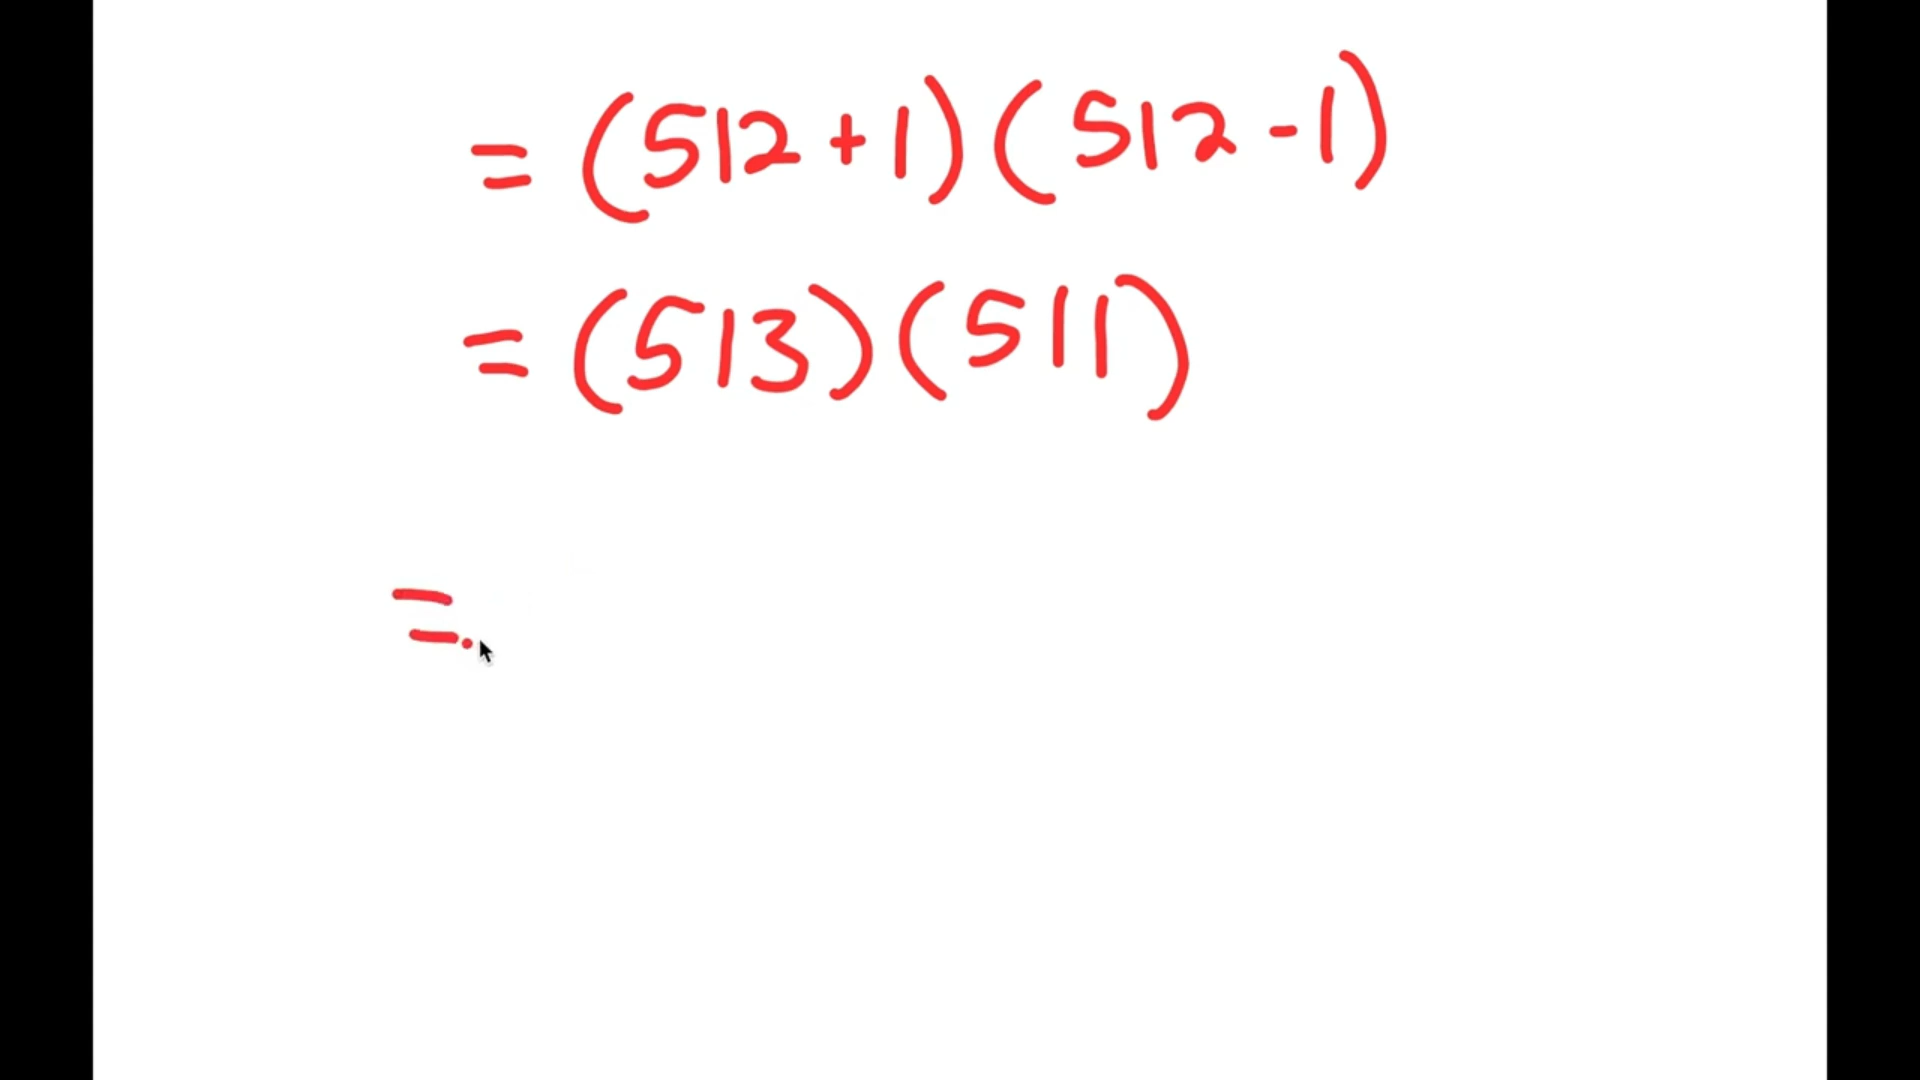 = (512 + 1) (512 - 1)
= (513) (511)
=.